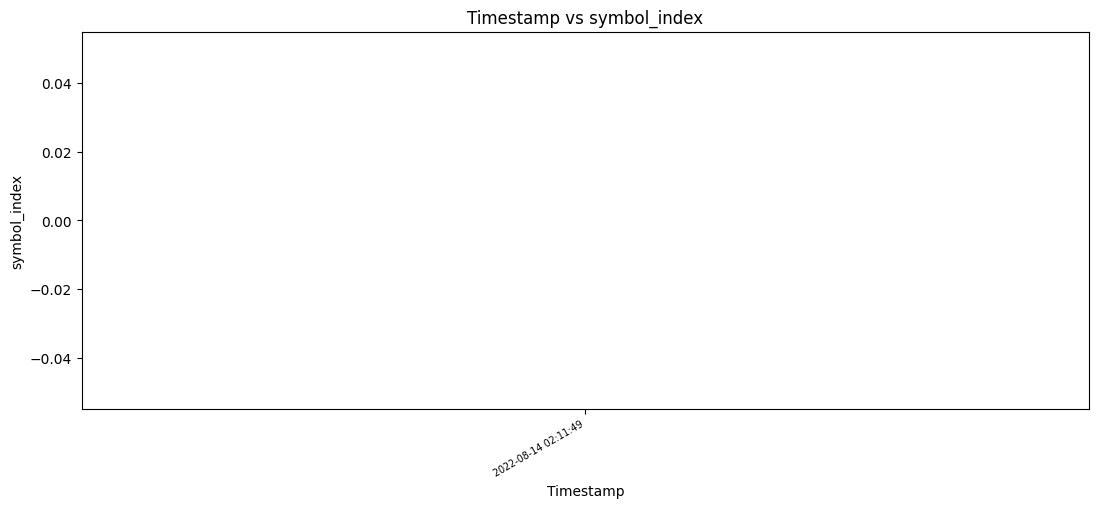 Timestamp vs symbol_index
0.04
0.02
0.00
−0.02
−0.04
symbol_index
2022-08-14 02:11:49
Timestamp